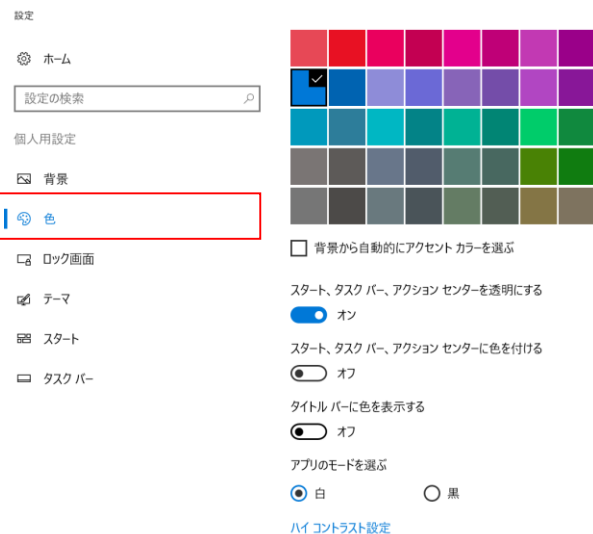 設定
ホーム
設定の検索
個人用設定
背景
色
ロック画面
テーマ
スタート
タスク バー
背景から自動的にアクセント カラーを選ぶ
スタート、タスク バー、アクション センターを透明にする
オン
スタート、タスク バー、アクション センターに色を付ける
オフ
タイトル バーに色を表示する
オフ
アプリのモードを選ぶ
白 黒
ハイ コントラスト設定